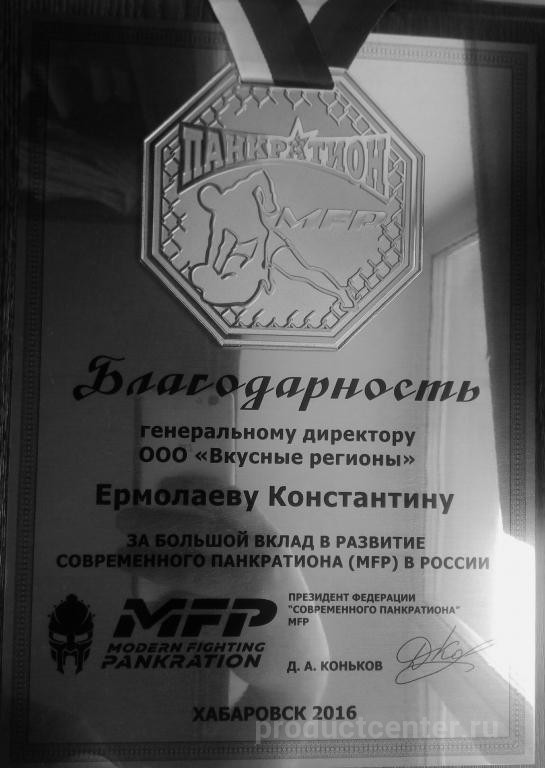 ПАНКРАТИОН
MFP
Благодарность
генеральному директору
ООО «Вкусные регионы»
Ермолаеву Константину
ЗА БОЛЬШОЙ ВКЛАД В РАЗВИТИЕ
СОВРЕМЕННОГО ПАНКРАТИОНА (MFP) В РОССИИ
MFP
MODERN FIGHTING
PANKRATION
ПРЕЗИДЕНТ ФЕДЕРАЦИИ
"СОВРЕМЕННОГО ПАНКРАТИОНА"
MFP
Д. А. КОНЬКОВ
ХАБАРОВСК 2016
productcenter.ru